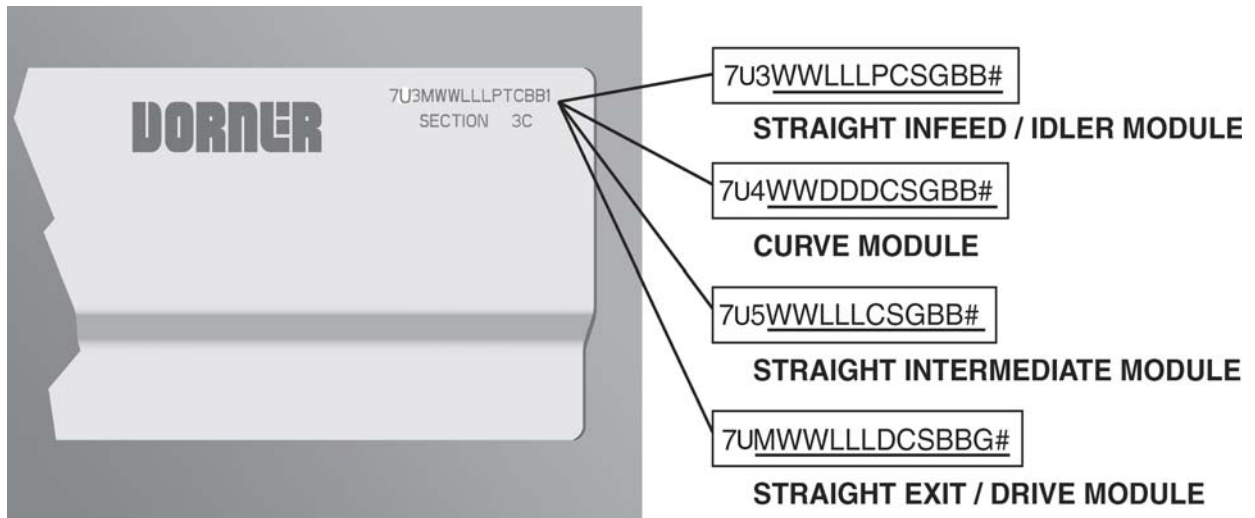 DORNER
7U3MWWLLLPTCBB1
SECTION 3C
7U3WWLLLPCSGBB#
STRAIGHT INFEED / IDLER MODULE
7U4WWDDDCSGBB#
CURVE MODULE
7U5WWLLLCSGBB#
STRAIGHT INTERMEDIATE MODULE
7UMWWLLLDCSBBG#
STRAIGHT EXIT / DRIVE MODULE